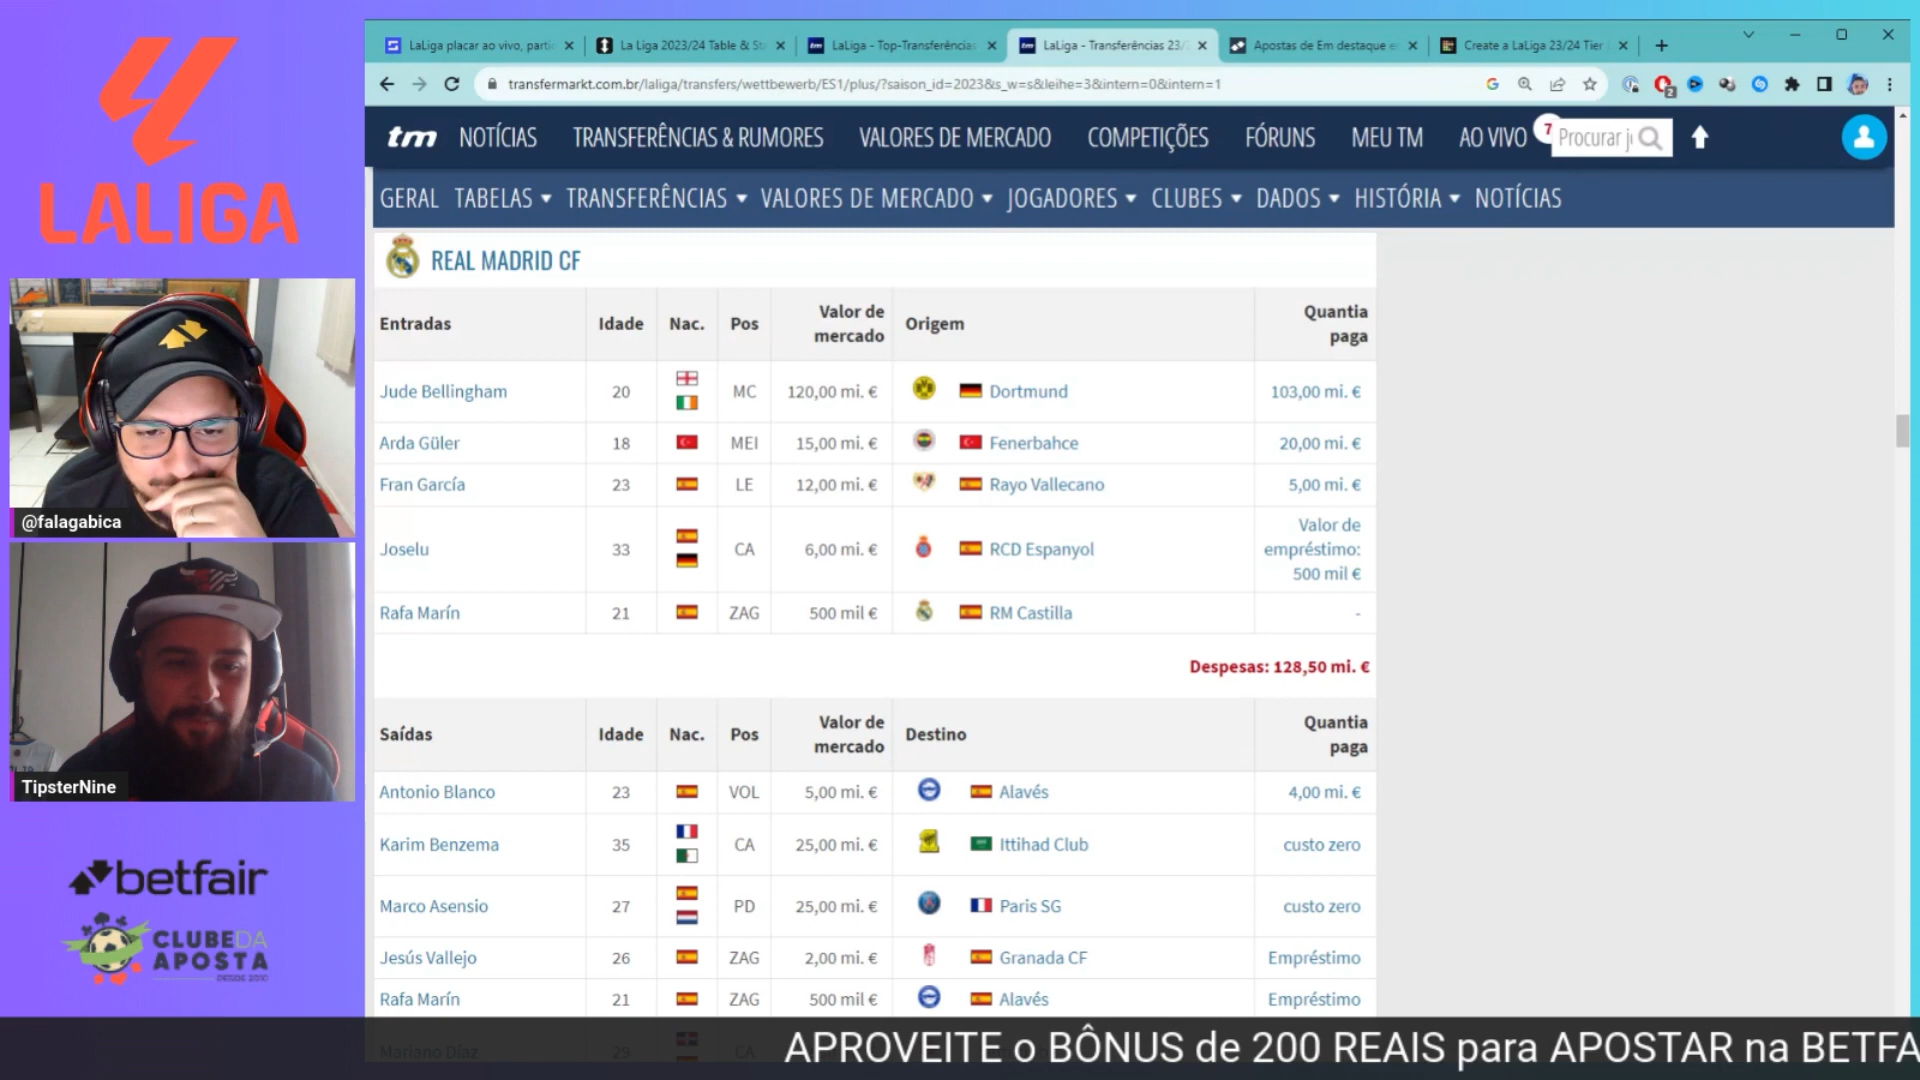 LALIGA
@falagabica
TipsterNine
betfair
CLUBEDA
APOSTA
DESDE 2010
LaLiga placar ao vivo, parti
La Liga 2023/24 Table & St
LaLiga - Top-Transferências
LaLiga - Transferências 23/2
Apostas de Em destaque e
Create a LaLiga 23/24 Tier
transfermarkt.com.br/laliga/transfers/wettbewerb/ES1/plus/?saison_id=2023&s_w=s&leihe=3&intern=0&intern=1
2
tm NOTÍCIAS TRANSFERÊNCIAS & RUMORES VALORES DE MERCADO COMPETIÇÕES FÓRUNS MEU TM AO VIVO 7 Procurar j
GERAL TABELAS TRANSFERÊNCIAS VALORES DE MERCADO JOGADORES CLUBES DADOS HISTÓRIA NOTÍCIAS
REAL MADRID CF
Entradas Idade Nac. Pos Valor de mercado Origem Quantia paga
Jude Bellingham 20 MC 120,00 mi. € Dortmund 103,00 mi. €
Arda Güler 18 MEI 15,00 mi. € Fenerbahce 20,00 mi. €
Fran García 23 LE 12,00 mi. € Rayo Vallecano 5,00 mi. €
Joselu 33 CA 6,00 mi. € RCD Espanyol Valor de empréstimo: 500 mil €
Rafa Marín 21 ZAG 500 mil € RM Castilla -
Despesas: 128,50 mi. €
Saídas Idade Nac. Pos Valor de mercado Destino Quantia paga
Antonio Blanco 23 VOL 5,00 mi. € Alavés 4,00 mi. €
Karim Benzema 35 CA 25,00 mi. € Ittihad Club custo zero
Marco Asensio 27 PD 25,00 mi. € Paris SG custo zero
Jesús Vallejo 26 ZAG 2,00 mi. € Granada CF Empréstimo
Rafa Marín 21 ZAG 500 mil € Alavés Empréstimo
Mariano Díaz 29 CA
APROVEITE o BÔNUS de 200 REAIS para APOSTAR na BETFA